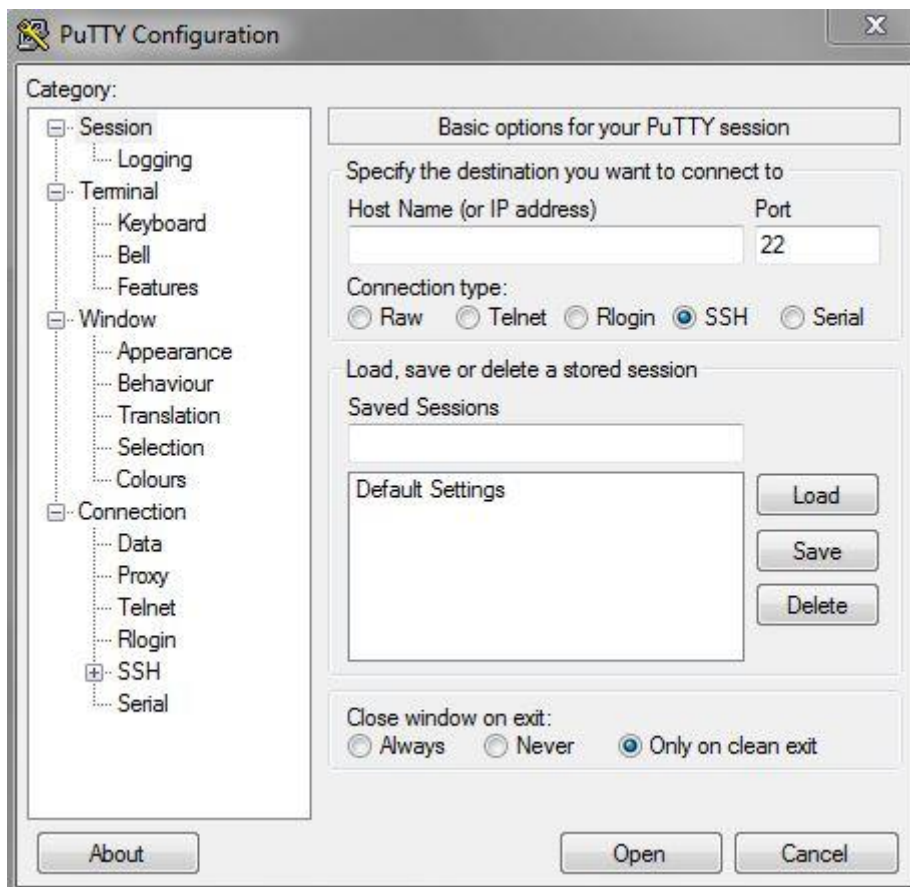 PuTTY Configuration
Category:
Session
Logging
Terminal
Keyboard
Bell
Features
Window
Appearance
Behaviour
Translation
Selection
Colours
Connection
Data
Proxy
Telnet
Rlogin
SSH
Serial
Basic options for your PuTTY session
Specify the destination you want to connect to
Host Name (or IP address) Port
22
Connection type:
Raw Telnet Rlogin SSH Serial
Load, save or delete a stored session
Saved Sessions
Default Settings
Load
Save
Delete
Close window on exit:
Always Never Only on clean exit
About Open Cancel